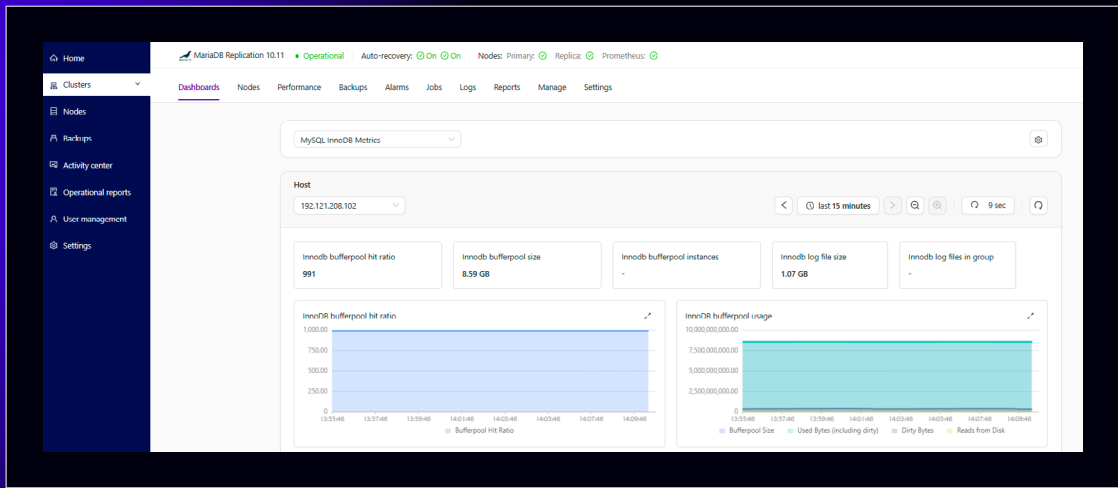 MariaDB Replication 10.11 Operational Auto-recovery: On On Nodes: Primary: Replica: Prometheus:
Home
Clusters
Nodes
Backups
Activity center
Operational reports
User management
Settings
Dashboards Nodes Performance Backups Alarms Jobs Logs Reports Manage Settings
MySQL InnoDB Metrics
Host
192.121.208.102
last 15 minutes
9 sec
Innodb bufferpool hit ratio
991
Innodb bufferpool size
8.59 GB
Innodb bufferpool instances
-
Innodb log file size
1.07 GB
Innodb log files in group
-
InnoDB bufferpool hit ratio
1,000.00
750.00
500.00
250.00
0
13:55:46 13:57:46 13:59:46 14:01:46 14:03:46 14:05:46 14:07:46 14:09:46
Bufferpool Hit Ratio
InnoDB bufferpool usage
10,000,000,000.00
7,500,000,000.00
5,000,000,000.00
2,500,000,000.00
0
13:55:46 13:57:46 13:59:46 14:01:46 14:03:46 14:05:46 14:07:46 14:09:46
Bufferpool Size Used Bytes (including dirty) Dirty Bytes Reads from Disk